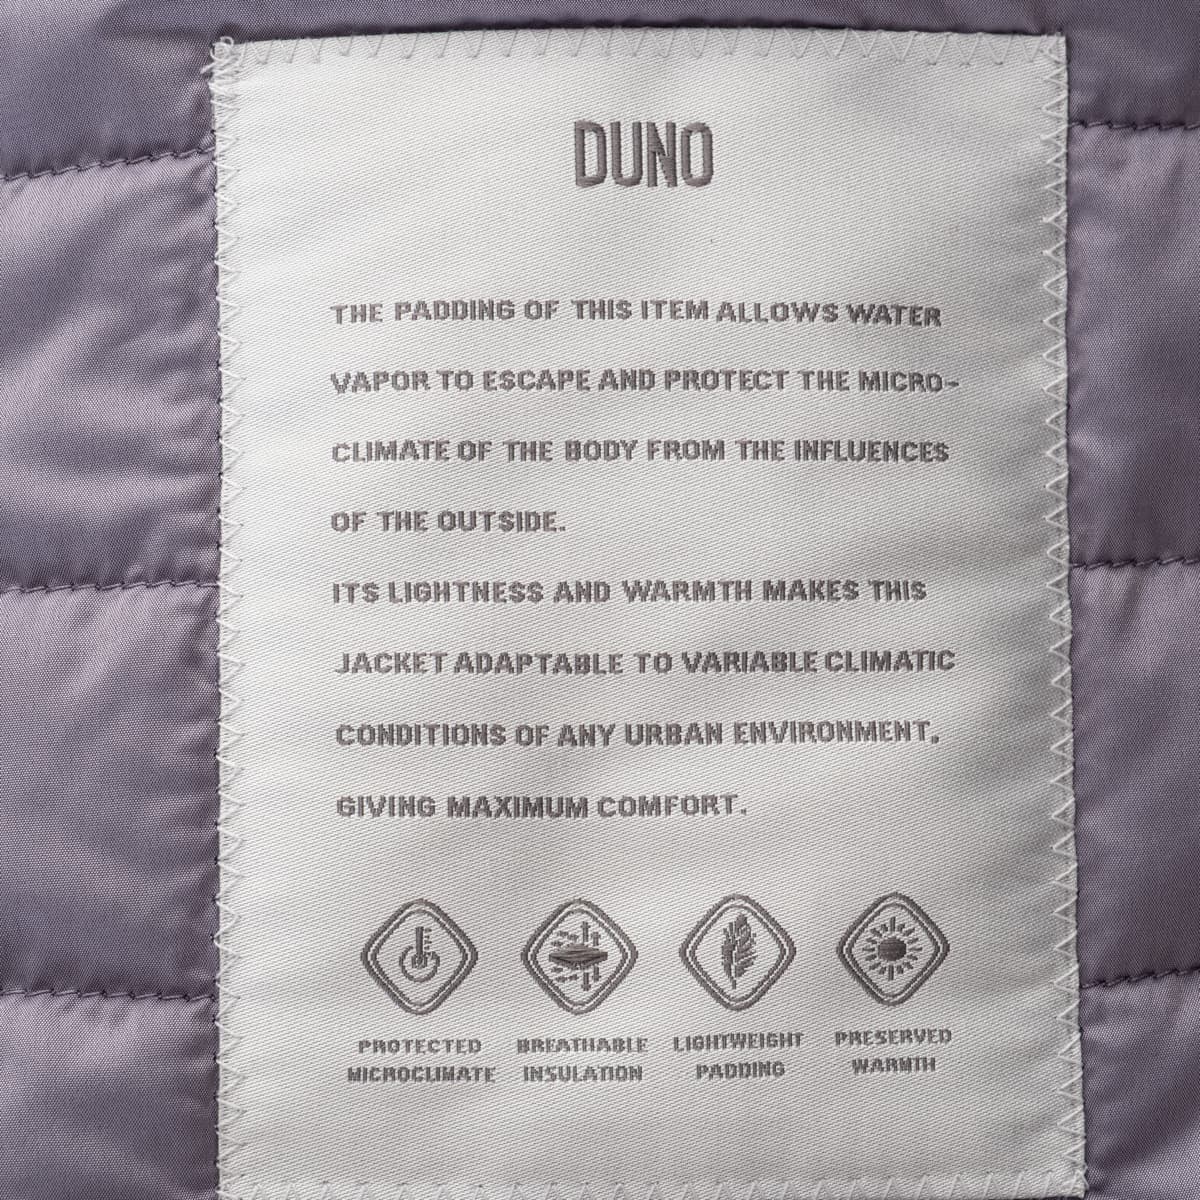 DUNO
THE PADDING OF THIS ITEM ALLOWS WATER
VAPOR TO ESCAPE AND PROTECT THE MICRO-
CLIMATE OF THE BODY FROM THE INFLUENCES
OF THE OUTSIDE.
ITS LIGHTNESS AND WARMTH MAKES THIS
JACKET ADAPTABLE TO VARIABLE CLIMATIC
CONDITIONS OF ANY URBAN ENVIRONMENT,
GIVING MAXIMUM COMFORT.
PROTECTED
MICROCLIMATE
BREATHABLE
INSULATION
LIGHTWEIGHT
PADDING
PRESERVED
WARMTH